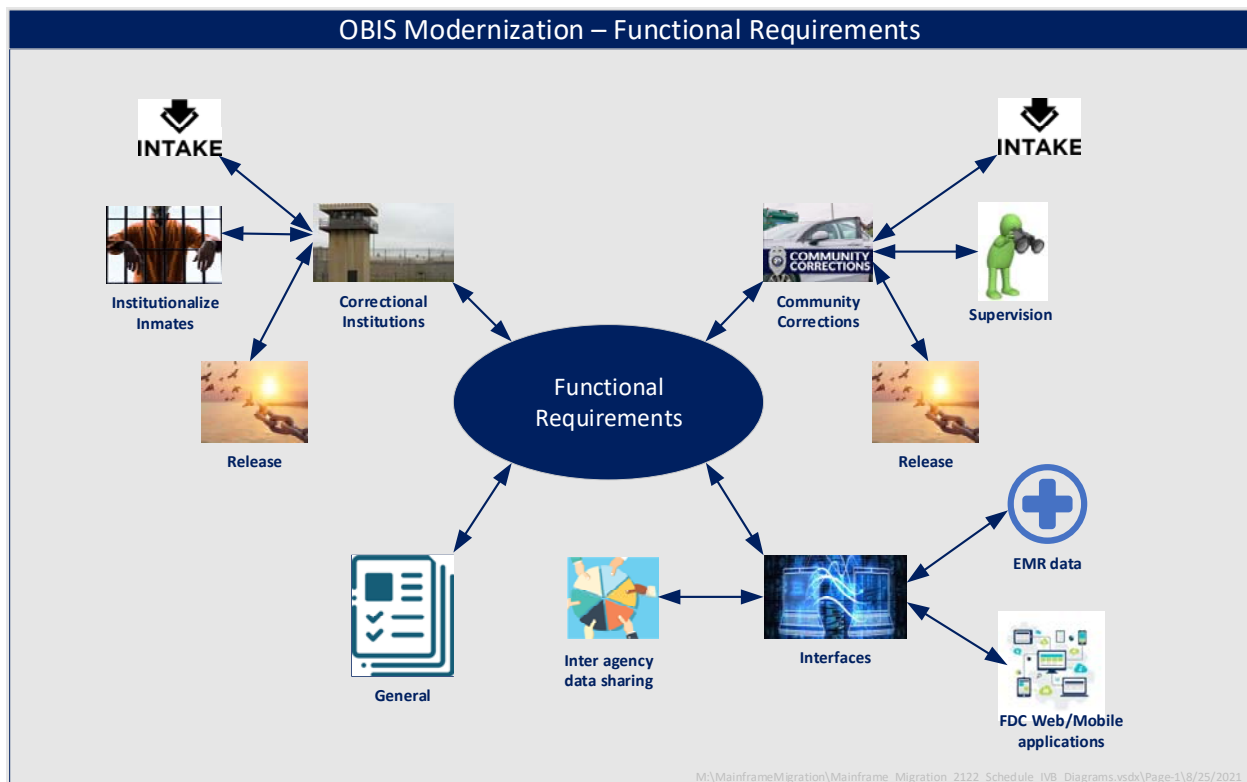 OBIS Modernization – Functional Requirements
INTAKE
INTAKE
COMMUNITY
CORRECTIONS
Institutionalize
Inmates
Correctional
Institutions
Community
Corrections
Supervision
Functional
Requirements
Release
Release
EMR data
Inter agency
data sharing
Interfaces
General
FDC Web/Mobile
applications
M:\MainframeMigration\Mainframe_Migration_2122_Schedule_IVB_Diagrams.vsdx\Page-1\8/25/2021